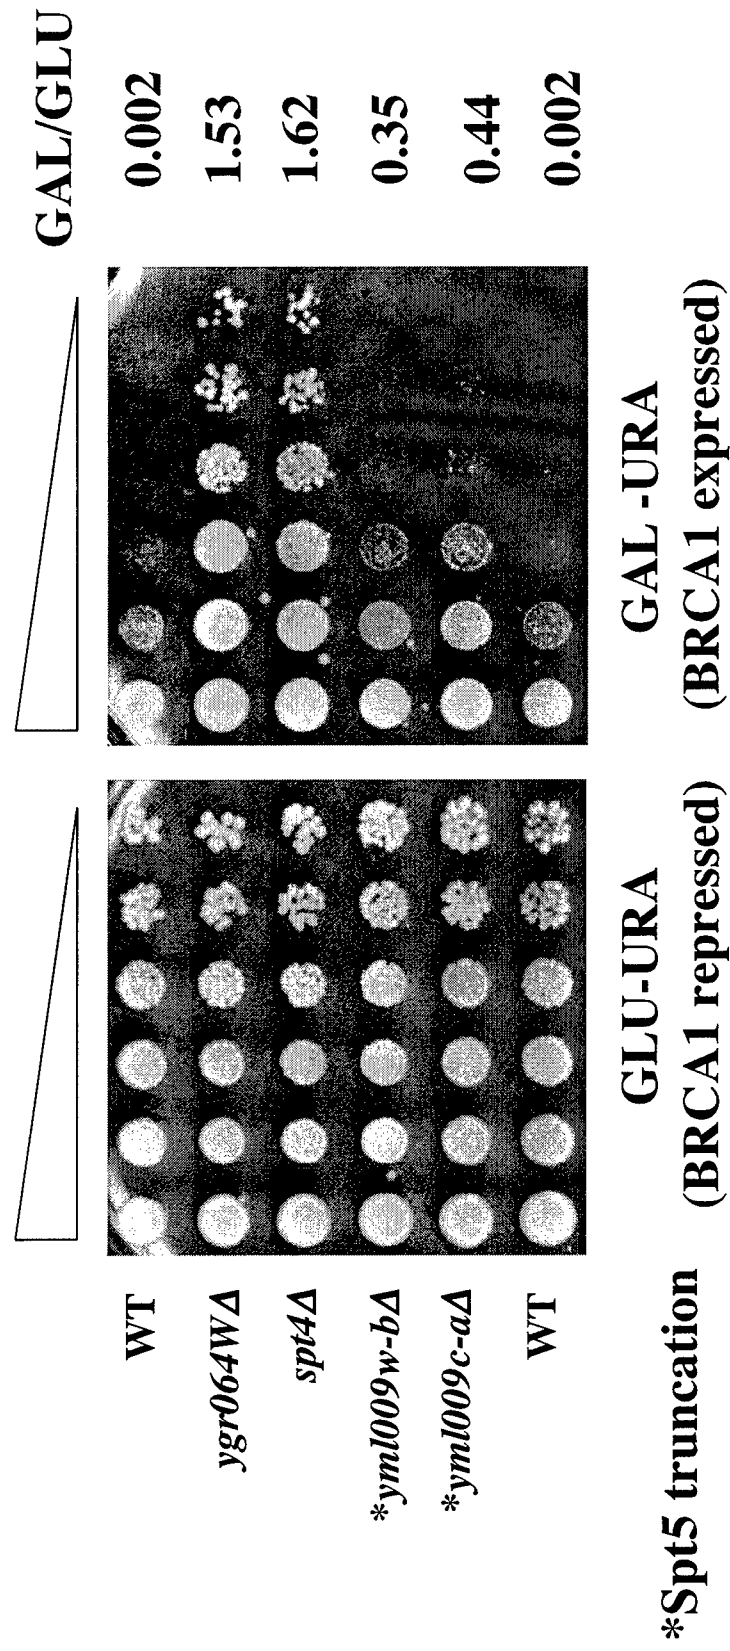 GAL/GLU
WT
0.002
ygr064WΔ
1.53
spt4Δ
1.62
*yml009w-bΔ
0.35
*yml009c-aΔ
0.44
WT
0.002
GLU-URA
(BRCA1 repressed)
GAL -URA
(BRCA1 expressed)
*Spt5 truncation